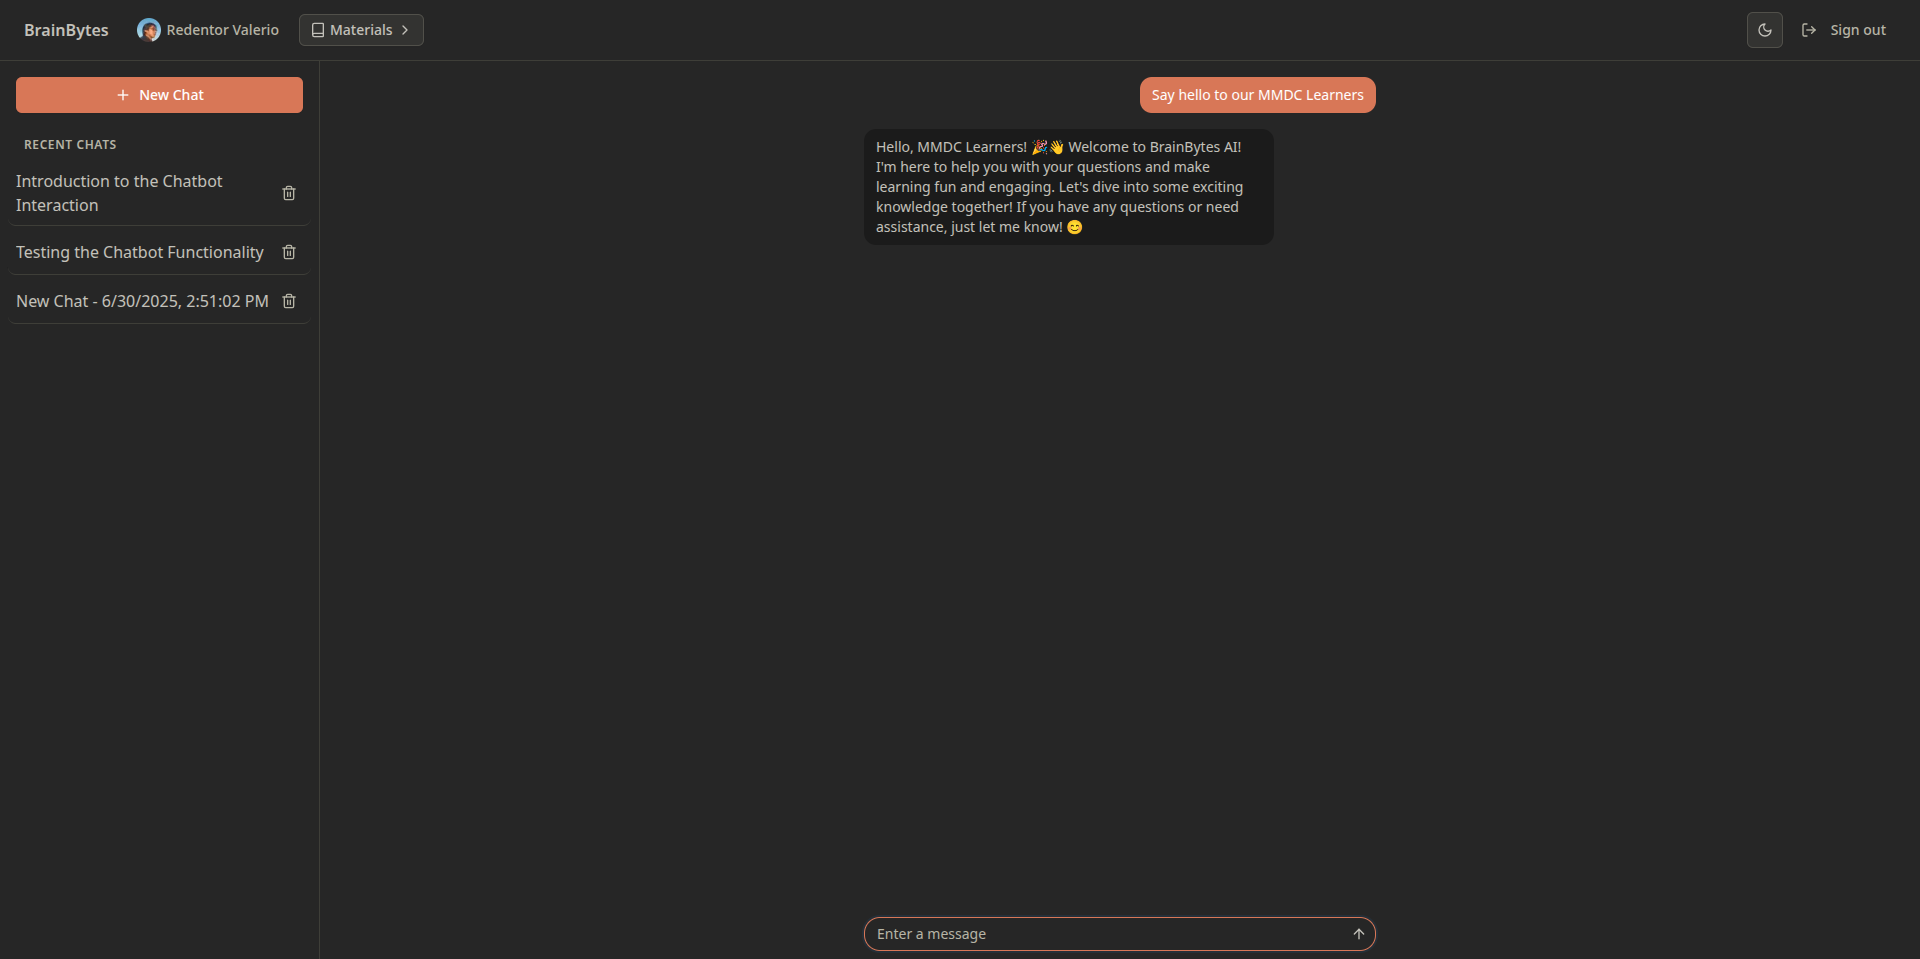 BrainBytes
Redentor Valerio
Materials
Sign out
New Chat
RECENT CHATS
Introduction to the Chatbot
Interaction
Testing the Chatbot Functionality
New Chat - 6/30/2025, 2:51:02 PM
Say hello to our MMDC Learners
Hello, MMDC Learners! 🎉👋 Welcome to BrainBytes AI!
I'm here to help you with your questions and make
learning fun and engaging. Let's dive into some exciting
knowledge together! If you have any questions or need
assistance, just let me know! 😊
Enter a message